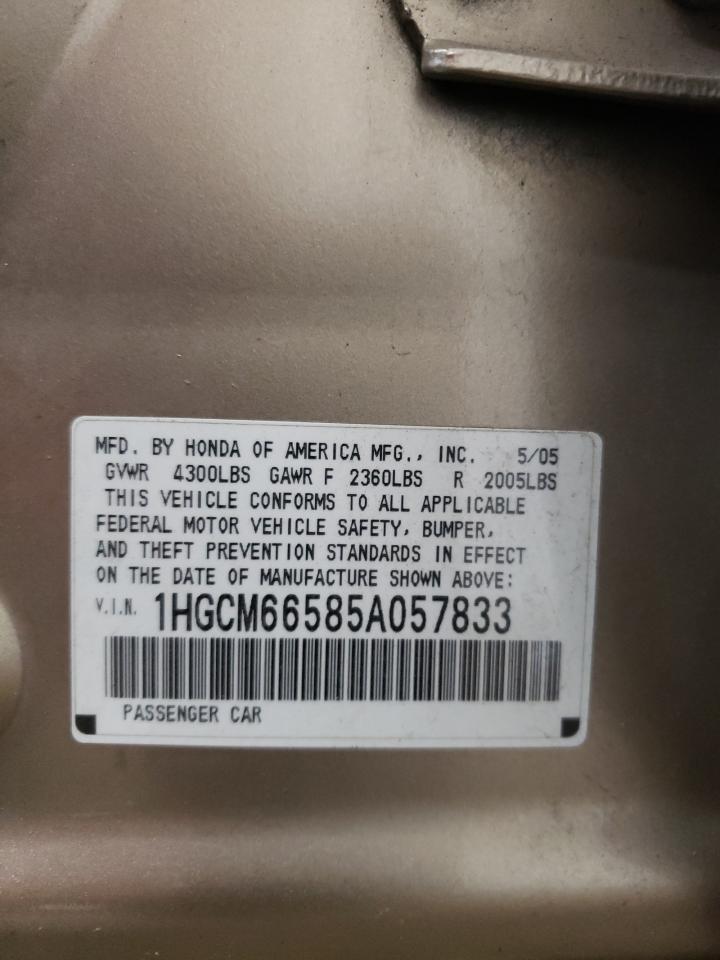 MFD. BY HONDA OF AMERICA MFG., INC. 5/05
GVWR 4300LBS GAWR F 2360LBS R 2005LBS
THIS VEHICLE CONFORMS TO ALL APPLICABLE
FEDERAL MOTOR VEHICLE SAFETY, BUMPER,
AND THEFT PREVENTION STANDARDS IN EFFECT
ON THE DATE OF MANUFACTURE SHOWN ABOVE:
V.I.N. 1HGCM66585A057833
PASSENGER CAR